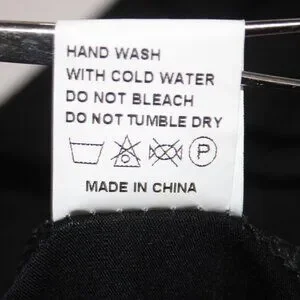 HAND WASH
WITH COLD WATER
DO NOT BLEACH
DO NOT TUMBLE DRY
P
MADE IN CHINA